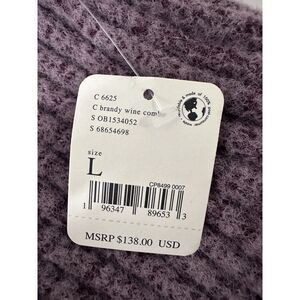 C 6625
C brandy wine com
S OB1534052
S 68654698
size
L
CP8499 0007
1 96347 89653 3
MSRP $138.00 USD